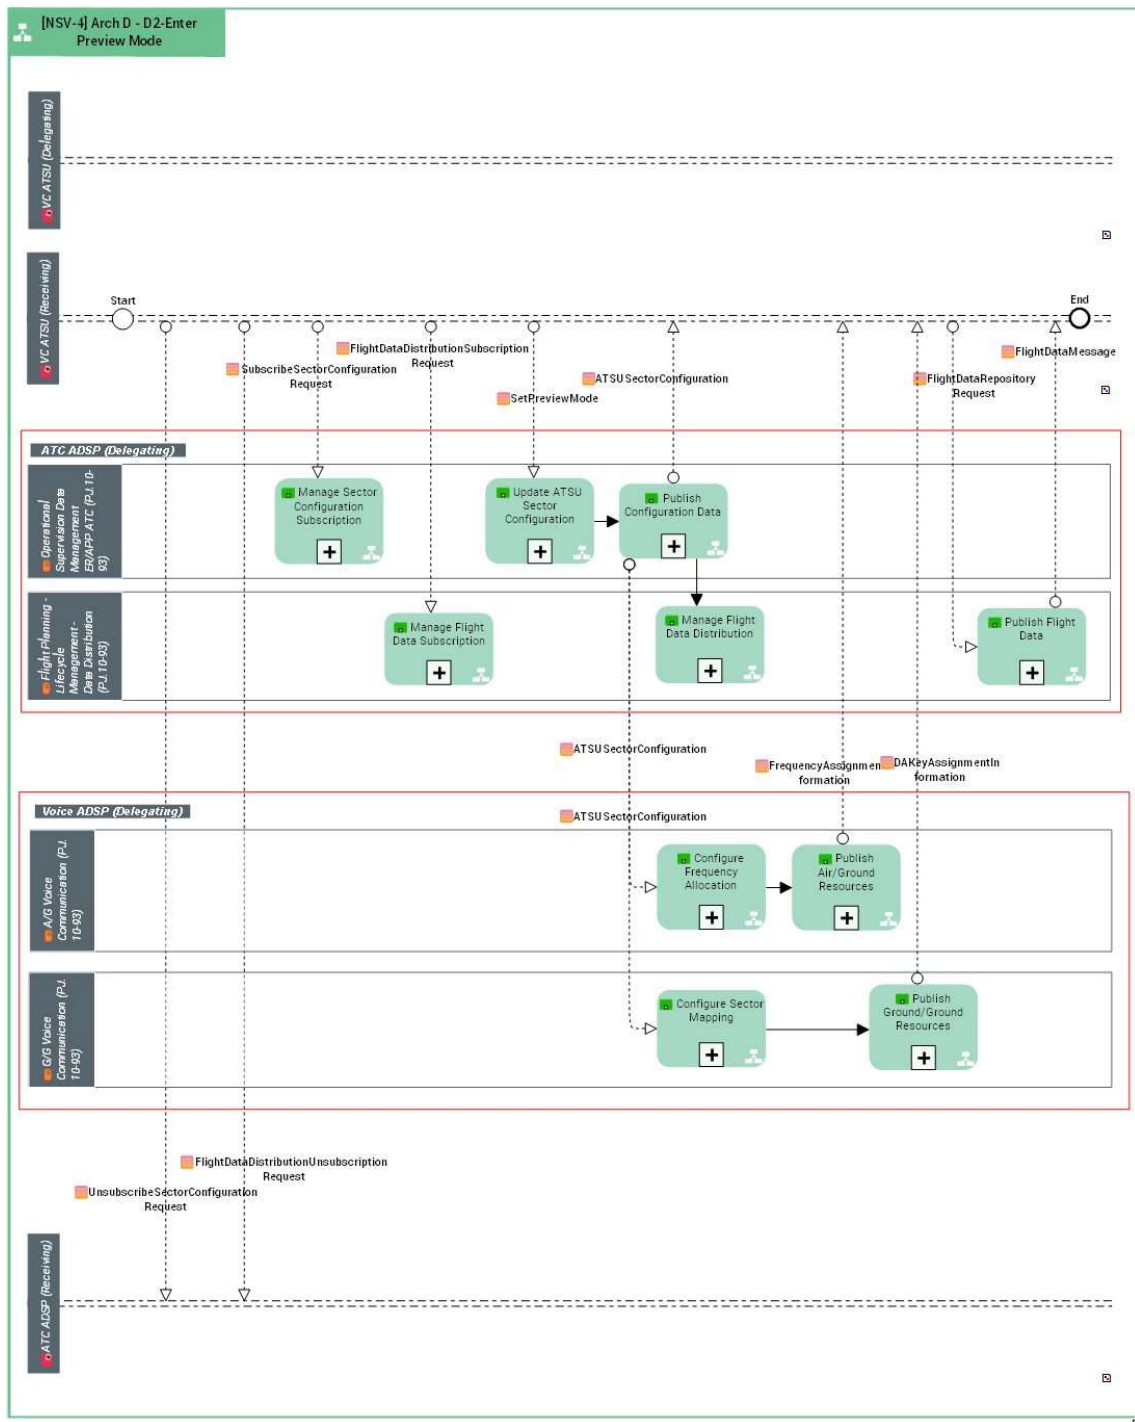 [NSV-4] Arch D - D2-Enter
Preview Mode
VC ATSU (Delegating)
VC ATSU (Receiving)
Start
End
FlightDataDistributionSubscription
Request
SubscribeSectorConfiguration
Request
SetPreviewMode
ATSUSectorConfiguration
FlightDataMessage
FlightDataRepository
Request
ATC ADSP (Delegating)
Operational
Supervision Data
Management
ER/APP ATC (PJ.10-
93)
Manage Sector
Configuration
Subscription
Update ATSU
Sector
Configuration
Publish
Configuration Data
Flight Planning -
Lifecycle
Management -
Data Distribution
(PJ.10-93)
Manage Flight
Data Subscription
Manage Flight
Data Distribution
Publish Flight
Data
ATSUSectorConfiguration
FrequencyAssignmen
formation
DAKeyAssignmentIn
formation
Voice ADSP (Delegating)
ATSUSectorConfiguration
A/G Voice
Communication (PJ.
10-93)
Configure
Frequency
Allocation
Publish
Air/Ground
Resources
G/G Voice
Communication (PJ.
10-93)
Configure Sector
Mapping
Publish
Ground/Ground
Resources
FlightDataDistributionUnsubscription
Request
UnsubscribeSectorConfiguration
Request
ATC ADSP (Receiving)